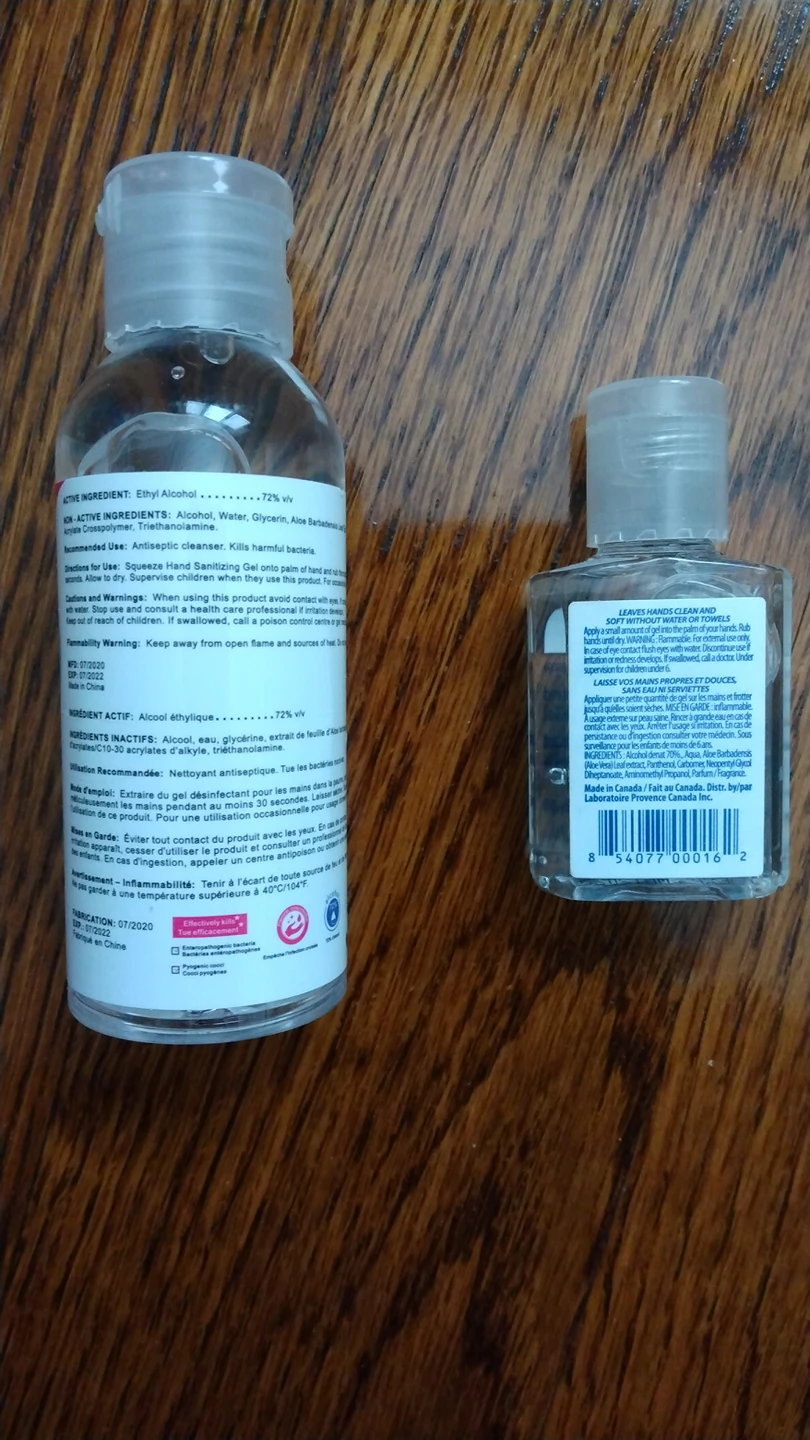 ACTIVE INGREDIENT: Ethyl Alcohol ......... 72% v/v
NON - ACTIVE INGREDIENTS: Alcohol, Water, Glycerin, Aloe Barbadensis
Acrylate Crosspolymer, Triethanolamine.
Recommended Use: Antiseptic cleanser. Kills harmful bacteria.
Directions for Use: Squeeze Hand Sanitizing Gel onto palm of hand and rub
seconds. Allow to dry. Supervise children when they use this product. For
Cautions and Warnings: When using this product avoid contact with eyes.
with water. Stop use and consult a health care professional if irritation
Keep out of reach of children. If swallowed, call a poison control centre or
Flammability Warning: Keep away from open flame and sources of heat.
MFD: 07/2020
EXP: 07/2022
Made in China
INGRÉDIENT ACTIF: Alcool éthylique ......... 72% v/v
INGRÉDIENTS INACTIFS: Alcool, eau, glycérine, extrait de feuille d'Aloe
d'acrylates/C10-30 acrylates d'alkyle, triéthanolamine.
Utilisation Recommandée: Nettoyant antiseptique. Tue les bactéries
Mode d'emploi: Extraire du gel désinfectant pour les mains dans la
méticuleusement les mains pendant au moins 30 secondes. Laisser
l'utilisation de ce produit. Pour une utilisation occasionnelle
Mises en Garde: Éviter tout contact du produit avec les yeux. En cas de
irritation apparaît, cesser d'utiliser le produit et consulter un professionnel
des enfants. En cas d'ingestion, appeler un centre antipoison ou
Avertissement – Inflammabilité: Tenir à l'écart de toute source de
Ne pas garder à une température supérieure à 40°C/104°F.
FABRICATION: 07/2020
EXP - 07/2022
Fabriqué en Chine
Effectively kills*
Tue efficacement*
Enteropathogenic bacteria
Bactéries entéropathogènes
Pyogenic cocci
Cocci pyogènes
Empêche l'infection croisée
LEAVES HANDS CLEAN AND
SOFT WITHOUT WATER OR TOWELS
Apply a small amount of gel into the palm of your hands. Rub
hands until dry. WARNING : Flammable. For external use only.
In case of eye contact flush eyes with water. Discontinue use if
irritation or redness develops. If swallowed, call a doctor. Under
supervision for children under 6.
LAISSE VOS MAINS PROPRES ET DOUCES,
SANS EAU NI SERVIETTES
Appliquer une petite quantité de gel sur les mains et frotter
jusqu'à qu'elles soient sèches. MISE EN GARDE : inflammable.
À usage externe sur peau saine. Rincer à grande eau en cas de
contact avec les yeux. Arrêter l'usage si irritation. En cas de
persistance ou d'ingestion consulter votre médecin. Sous
surveillance pour les enfants de moins de 6 ans.
INGREDIENTS : Alcohol denat 70%., Aqua, Aloe Barbadensis
(Aloe Vera) Leaf extract, Panthenol, Carbomer, Neopentyl Glycol
Diheptanoate, Aminomethyl Propanol, Parfum / Fragrance.
Made in Canada / Fait au Canada. Distr. by/par
Laboratoire Provence Canada Inc.
8 54077 00016 2